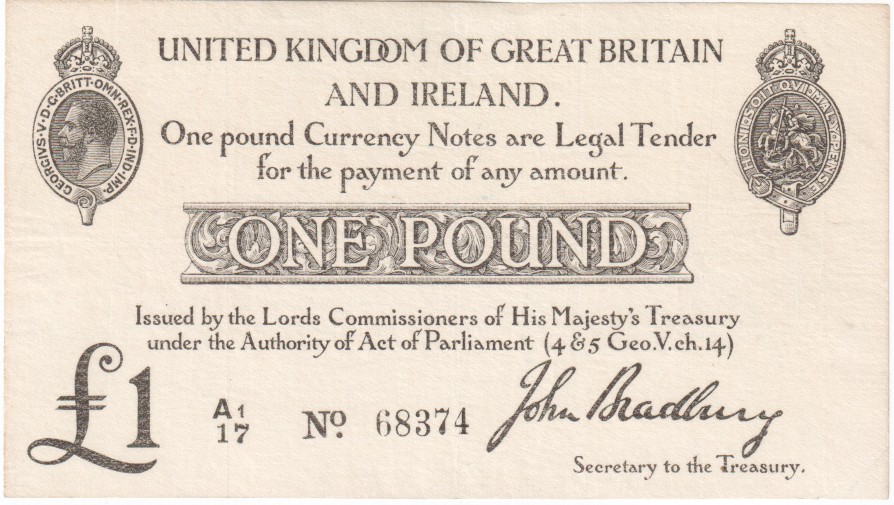 UNITED KINGDOM OF GREAT BRITAIN
AND IRELAND.
GEORGIVS·V·D·G·BRITT·OMN·REX·F·D·IND·IMP·
HONI·SOIT·QVI·MAL·Y·PENSE
One pound Currency Notes are Legal Tender
for the payment of any amount.
ONE POUND
Issued by the Lords Commissioners of His Majesty's Treasury
under the Authority of Act of Parliament (4 & 5 Geo.V.ch.14)
£1
A1
17
No. 68374
John Bradbury
Secretary to the Treasury.